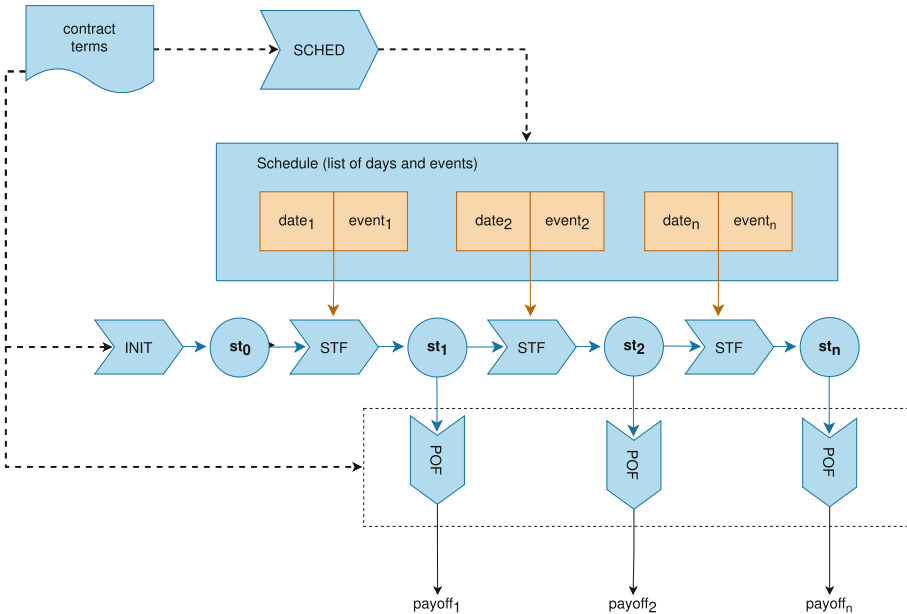 contract
terms
SCHED
Schedule (list of days and events)
date1 event1 date2 event2 daten eventn
INIT st0 STF st1 STF st2 STF stn
POF POF POF
payoff1 payoff2 payoffn